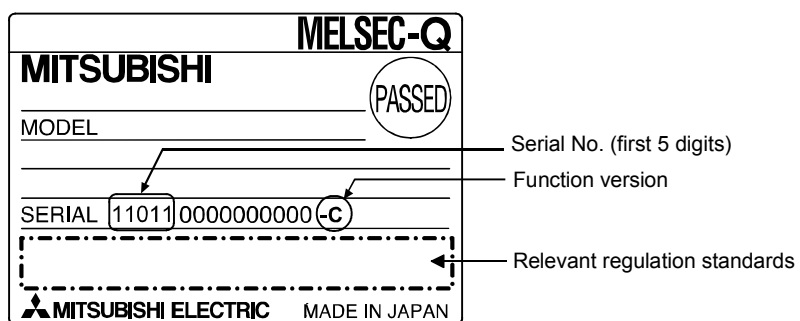 MELSEC-Q
MITSUBISHI
PASSED
MODEL
Serial No. (first 5 digits)
Function version
SERIAL 11011 0000000000 -C
Relevant regulation standards
MITSUBISHI ELECTRIC MADE IN JAPAN